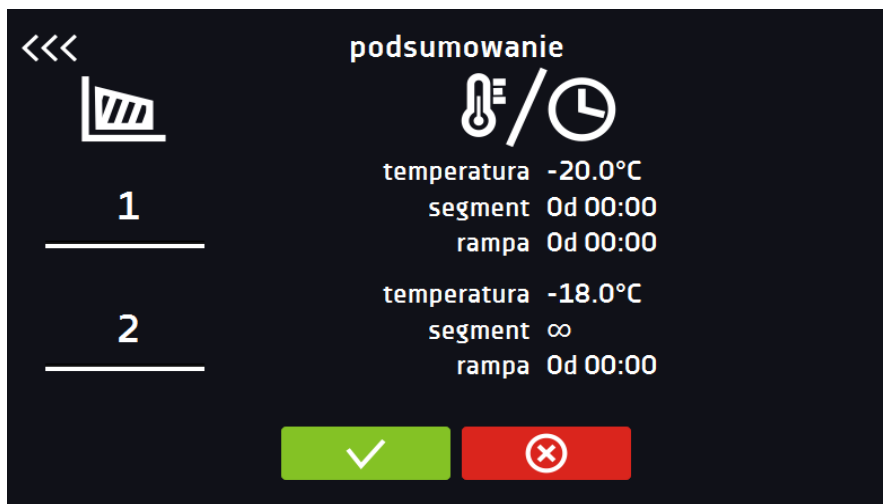 <<< podsumowanie
1
temperatura -20.0°C
segment 0d 00:00
rampa 0d 00:00
2
temperatura -18.0°C
segment ∞
rampa 0d 00:00